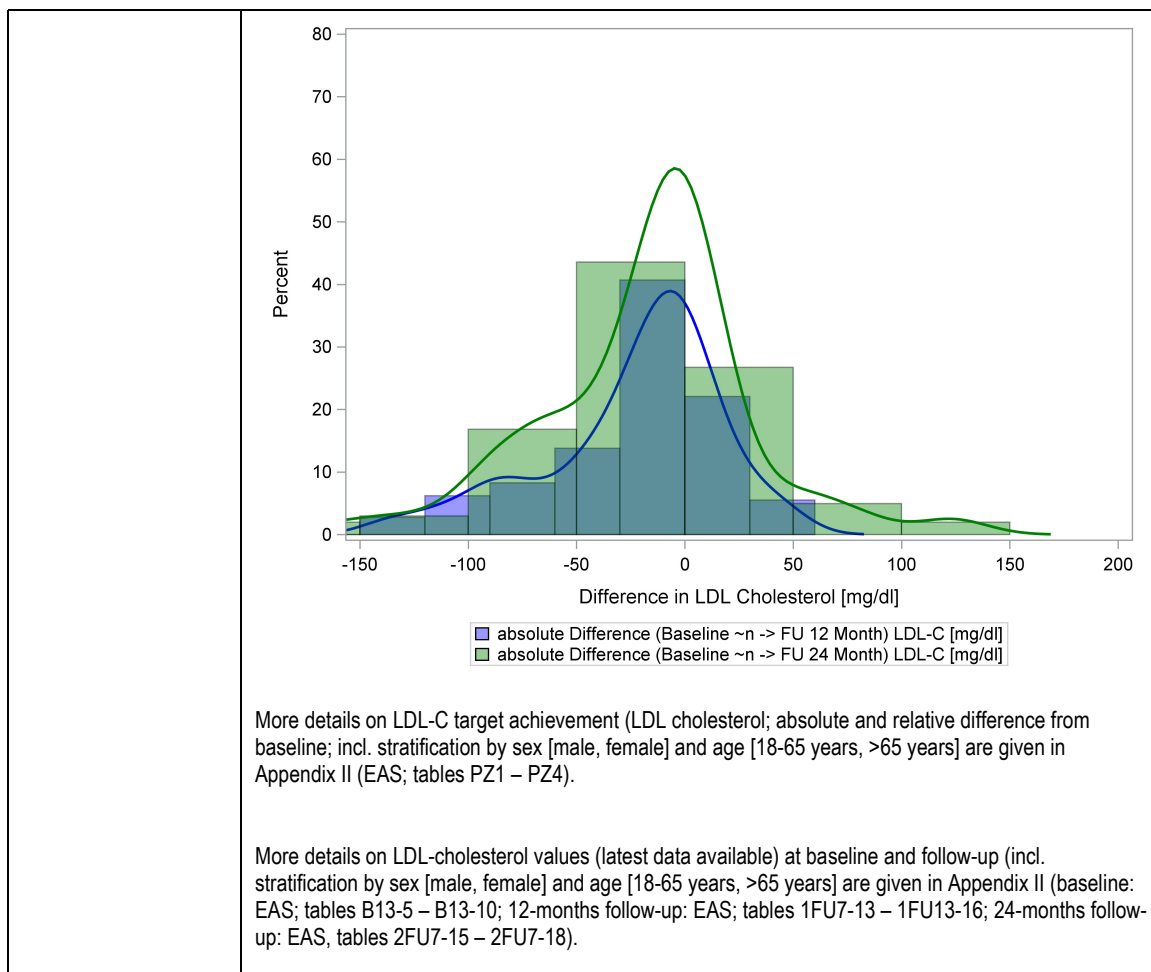 80
70
60
50
40
30
20
10
0
Percent
-150 -100 -50 0 50 100 150 200
Difference in LDL Cholesterol [mg/dl]
absolute Difference (Baseline ~n -> FU 12 Month) LDL-C [mg/dl]
absolute Difference (Baseline ~n -> FU 24 Month) LDL-C [mg/dl]
More details on LDL-C target achievement (LDL cholesterol; absolute and relative difference from
baseline; incl. stratification by sex [male, female] and age [18-65 years, >65 years] are given in
Appendix II (EAS; tables PZ1 – PZ4).
More details on LDL-cholesterol values (latest data available) at baseline and follow-up (incl.
stratification by sex [male, female] and age [18-65 years, >65 years] are given in Appendix II (baseline:
EAS; tables B13-5 – B13-10; 12-months follow-up: EAS; tables 1FU7-13 – 1FU13-16; 24-months follow-
up: EAS, tables 2FU7-15 – 2FU7-18).